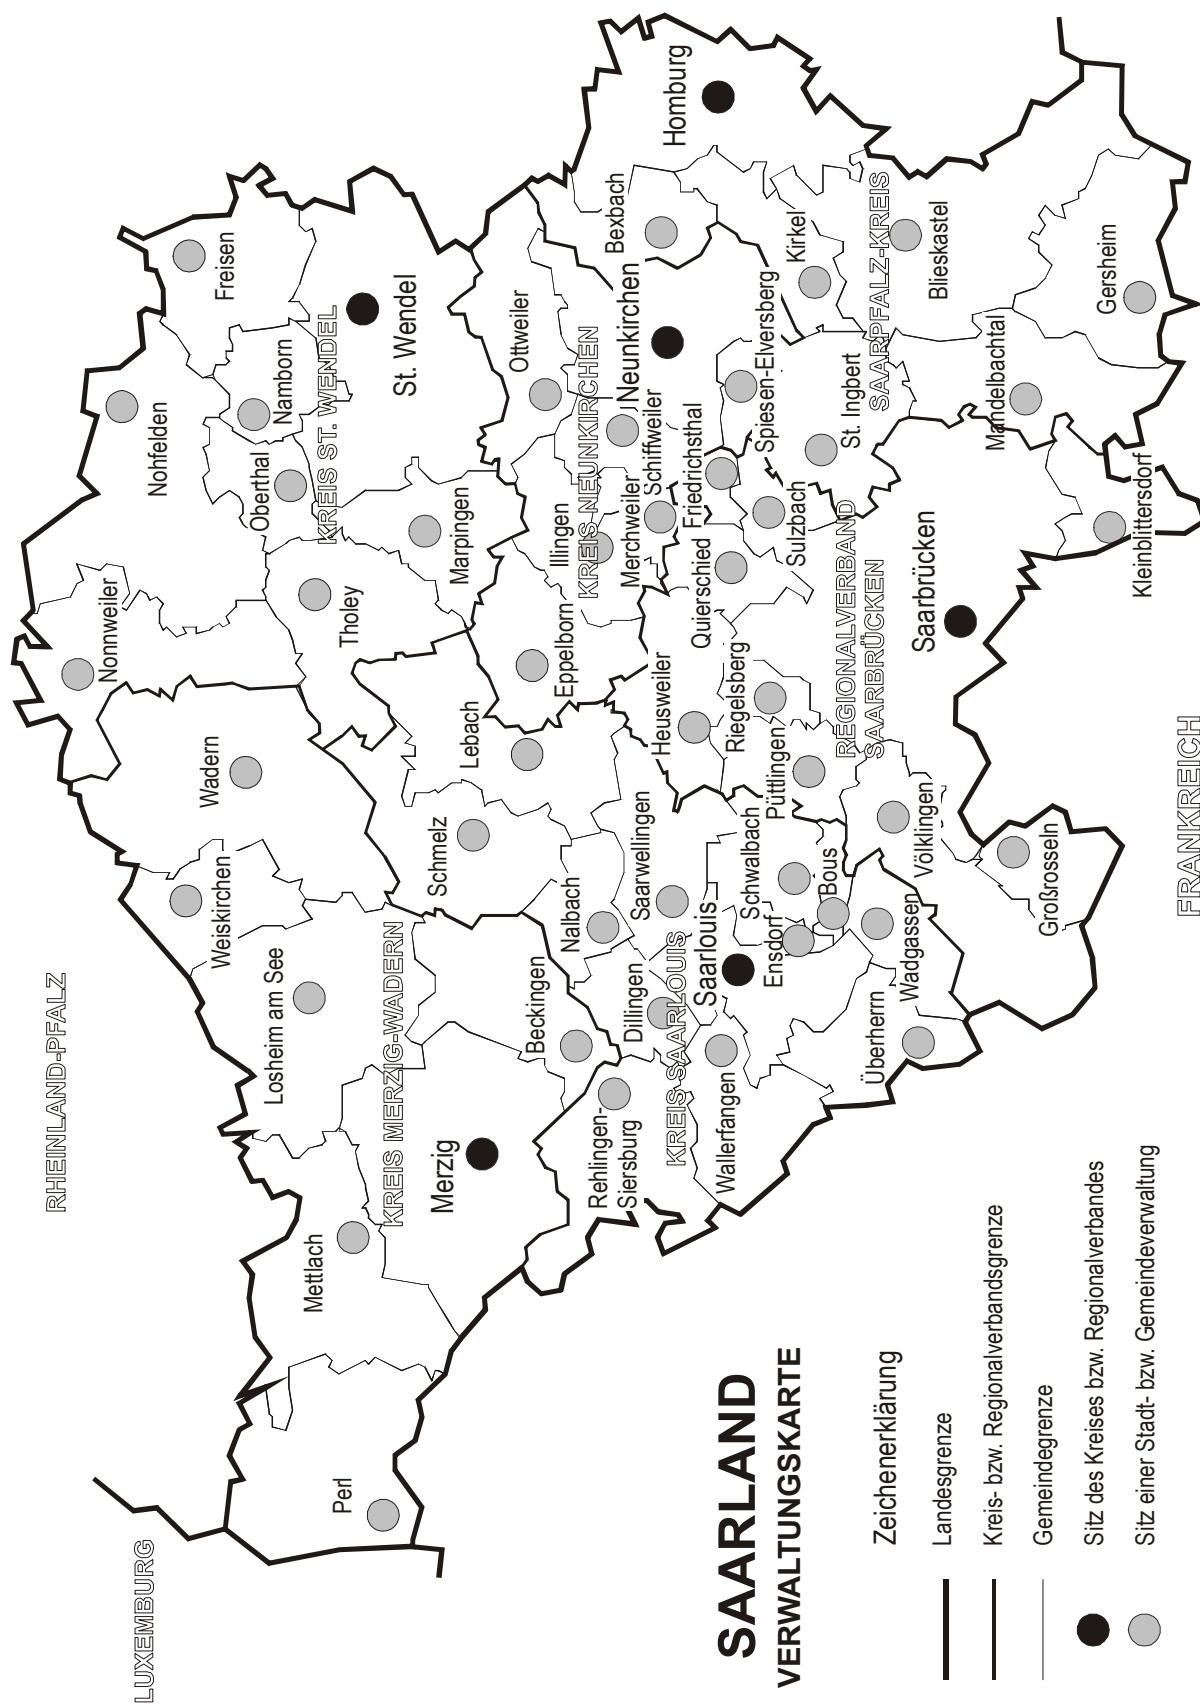 RHEINLAND-PFALZ
LUXEMBURG
FRANKREICH
Nonnweiler
Nohfelden
Freisen
Weiskirchen
Wadern
Oberthal
Namborn
Losheim am See
Tholey
KREIS ST. WENDEL
St. Wendel
Mettlach
Perl
KREIS MERZIG-WADERN
Merzig
Schmelz
Lebach
Marpingen
Ottweiler
Beckingen
Nalbach
Eppelborn
Illingen
KREIS NEUNKIRCHEN
Bexbach
Rehlingen-
Siersburg
Dillingen
Saarwellingen
Merchweiler
Schiffweiler
Neunkirchen
Homburg
KREIS SAARLOUIS
Saarlouis
Heusweiler
Quierschied
Friedrichsthal
Wallerfangen
Schwalbach
Riegelsberg
Spiesen-Elversberg
Kirkel
Ensdorf
Bous
Püttlingen
Sulzbach
St. Ingbert
REGIONALVERBAND
SAARBRÜCKEN
SAARPFALZ-KREIS
Überherrn
Wadgassen
Völklingen
Saarbrücken
Blieskastel
Großrosseln
Mandelbachtal
Gersheim
Kleinblittersdorf
SAARLAND
VERWALTUNGSKARTE
Zeichenerklärung
Landesgrenze
Kreis- bzw. Regionalverbandsgrenze
Gemeindegrenze
Sitz des Kreises bzw. Regionalverbandes
Sitz einer Stadt- bzw. Gemeindeverwaltung